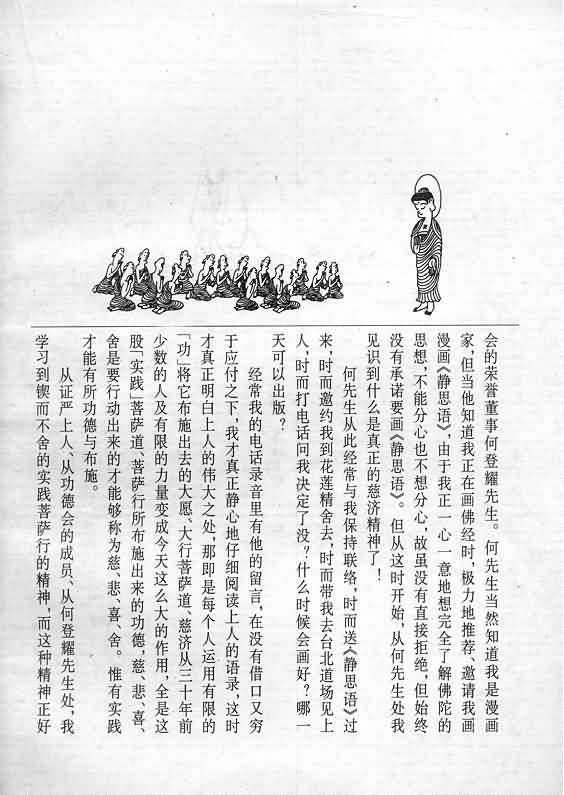 会的荣誉董事何登耀先生。何先生当然知道我是漫画
家，但当他知道我正在画佛经时，极力地推荐、邀请我画
漫画《静思语》，由于我正一心一意地想完全了解佛陀的
思想，不能分心也不想分心，故虽没有直接拒绝，但始终
没有承诺要画《静思语》。但从这时开始，从何先生处我
见识到什么是真正的慈济精神了！
何先生从此经常与我保持联络，时而送《静思语》过
来，时而邀约我到花莲精舍去，时而带我去台北道场见上
人，时而打电话问我决定了没？什么时候会画好？哪一
天可以出版？
经常我的电话录音里有他的留言，在没有借口又穷
于应付之下，我才真正静心地仔细阅读上人的语录，这时
才真正明白上人的伟大之处，那即是每个人运用有限的
「功」将它布施出去的大愿、大行菩萨道、慈济从三十年前
少数的人及有限的力量变成今天这么大的作用，全是这
股「实践」菩萨道、菩萨行所布施出来的功德，慈、悲、喜、
舍是要行动出来的才能够称为慈、悲、喜、舍。惟有实践
才能有所功德与布施。
从证严上人、从功德会的成员、从何登耀先生处，我
学习到锲而不舍的实践菩萨行的精神，而这种精神正好